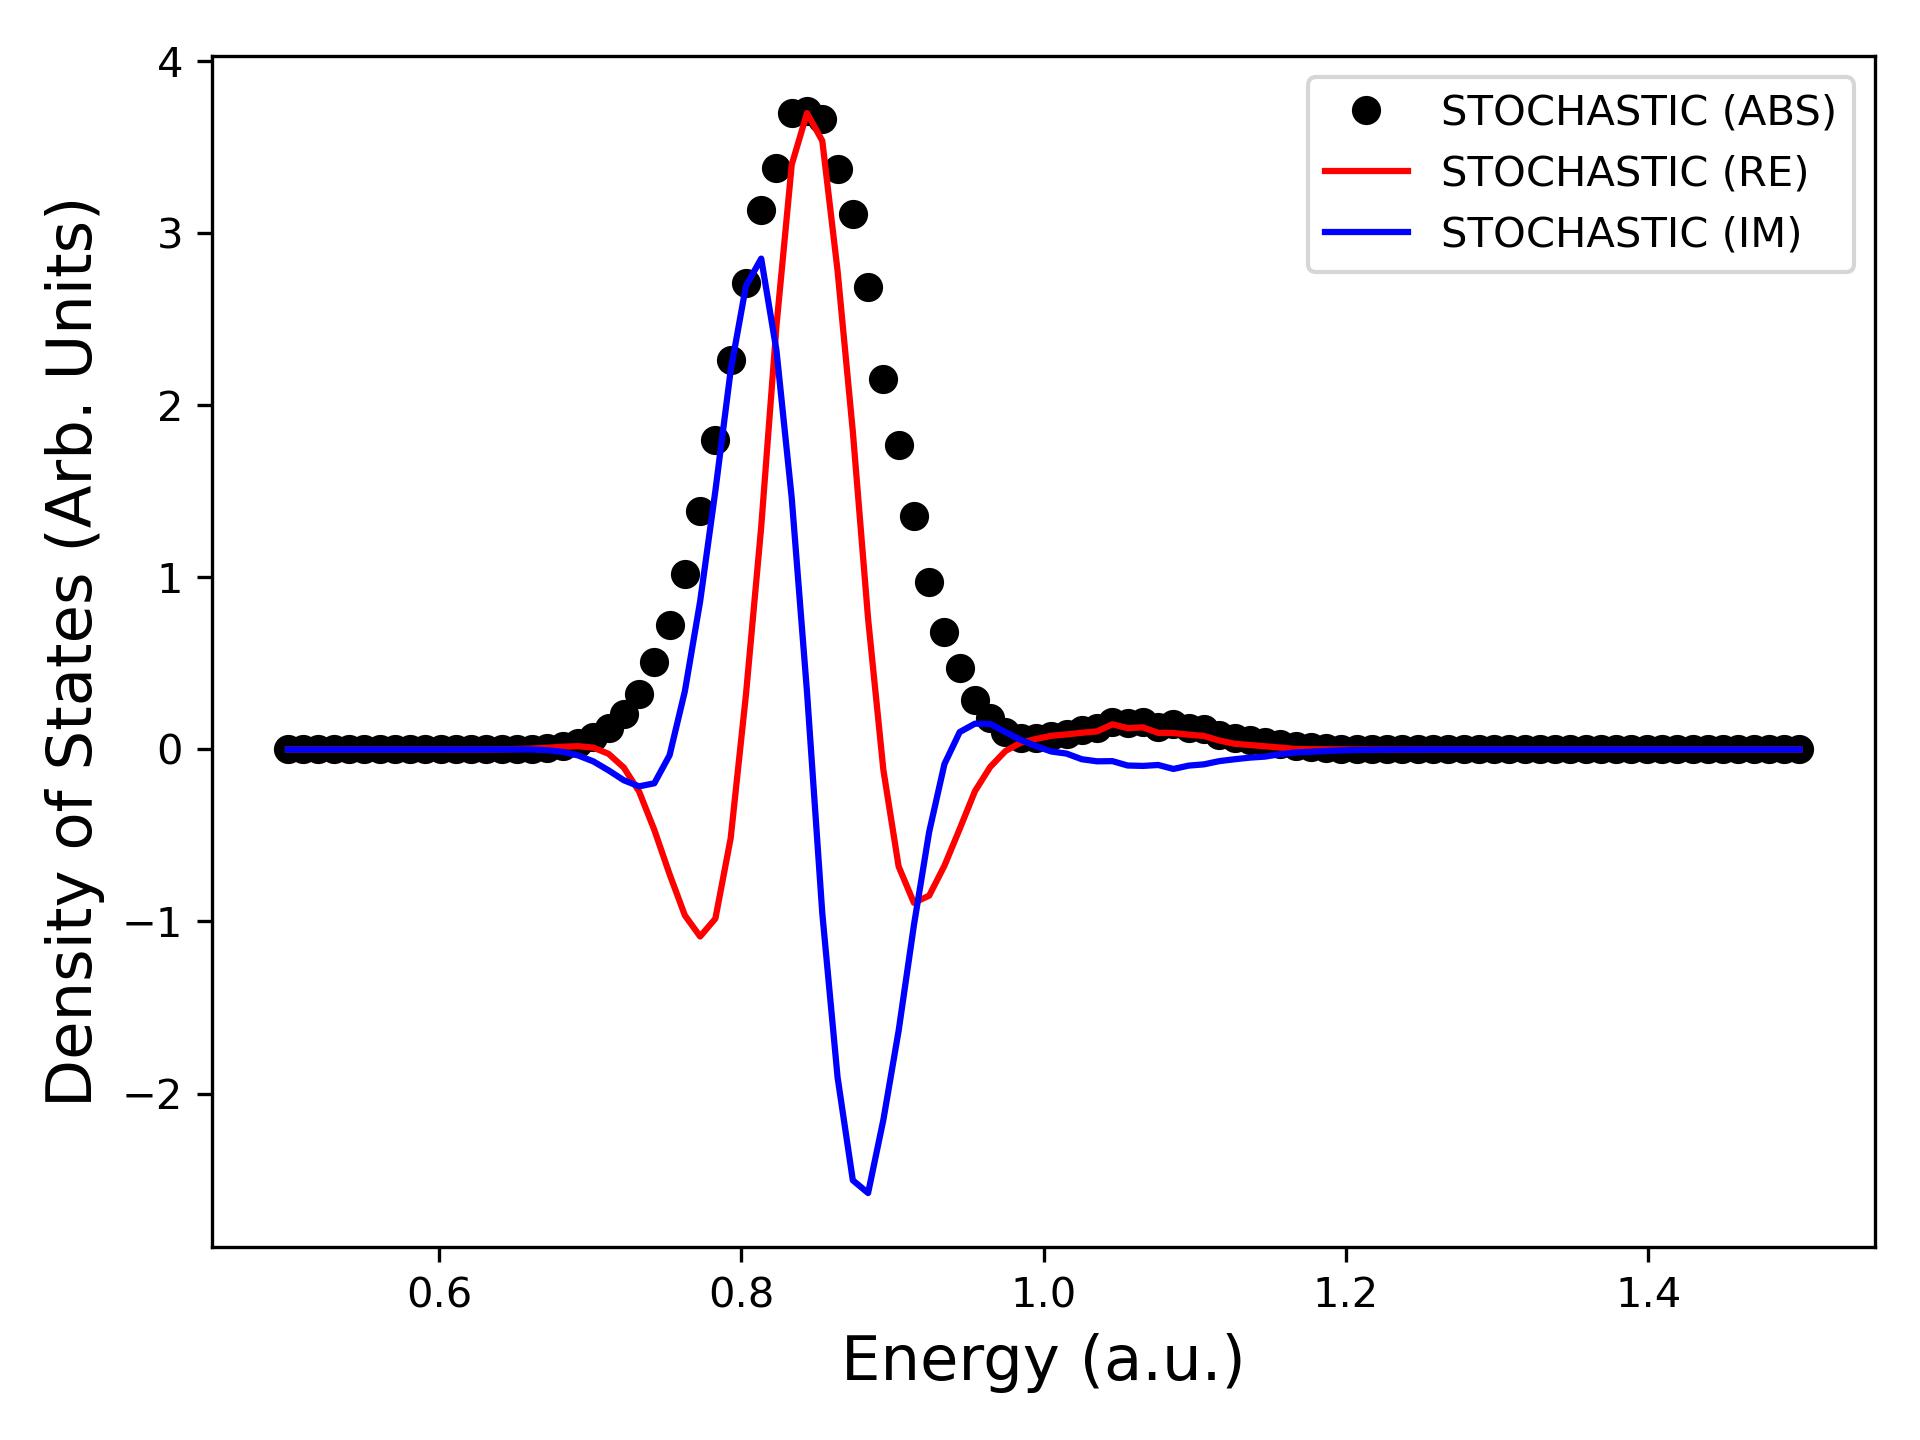 4
3
2
1
0
−1
−2
Density of States (Arb. Units)
STOCHASTIC (ABS)
STOCHASTIC (RE)
STOCHASTIC (IM)
0.6 0.8 1.0 1.2 1.4
Energy (a.u.)